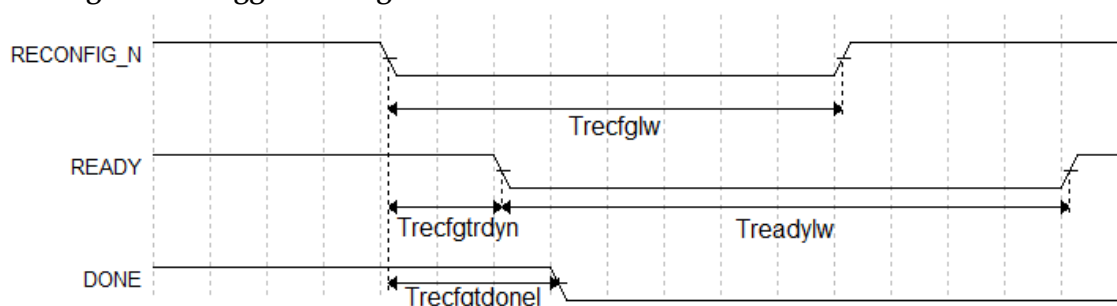 RECONFIG_N
Trecfglw
READY
Trecfgtrdyn
Treadylw
DONE
Trecfgtdonel